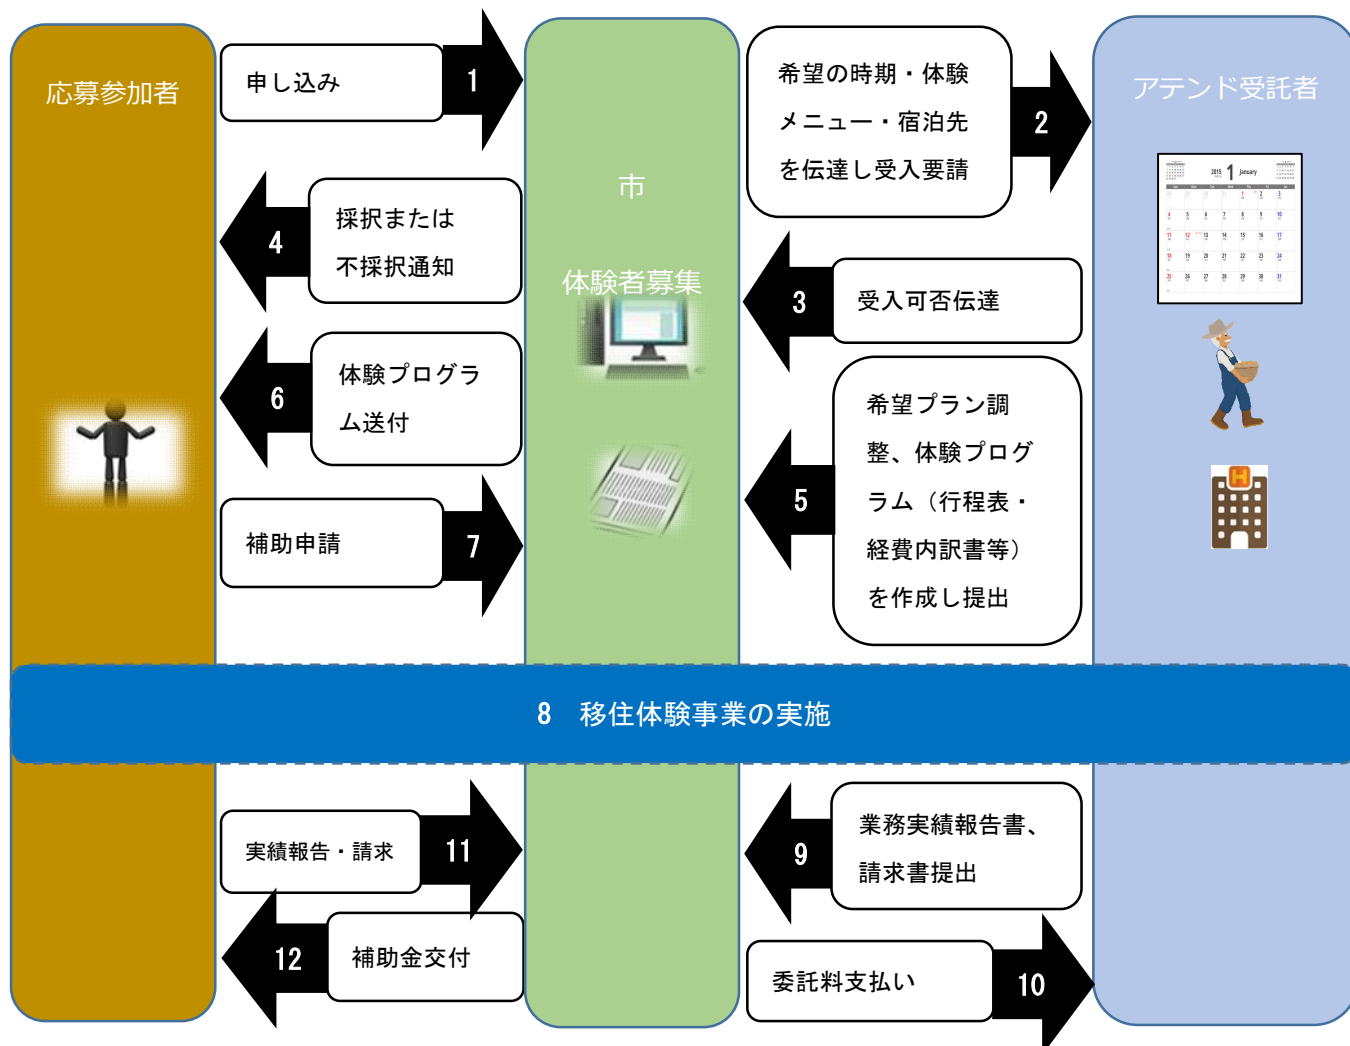 応募参加者
市
体験者募集
アテンド受託者
申し込み
1
希望の時期・体験
メニュー・宿泊先
を伝達し受入要請
2
3
受入可否伝達
4
採択または
不採択通知
5
希望プラン調
整、体験プログ
ラム（行程表・
経費内訳書等）
を作成し提出
6
体験プログラ
ム送付
補助申請
7
8 移住体験事業の実施
9
業務実績報告書、
請求書提出
委託料支払い
10
実績報告・請求
11
12
補助金交付
2015 1 January
H